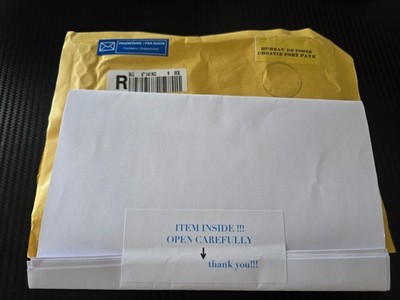 PRIORITAIRE / PAR AVION
BUREAU DE POSTE
CROATIE PORT PAYE
R
ITEM INSIDE !!!
OPEN CAREFULLY
thank you!!!